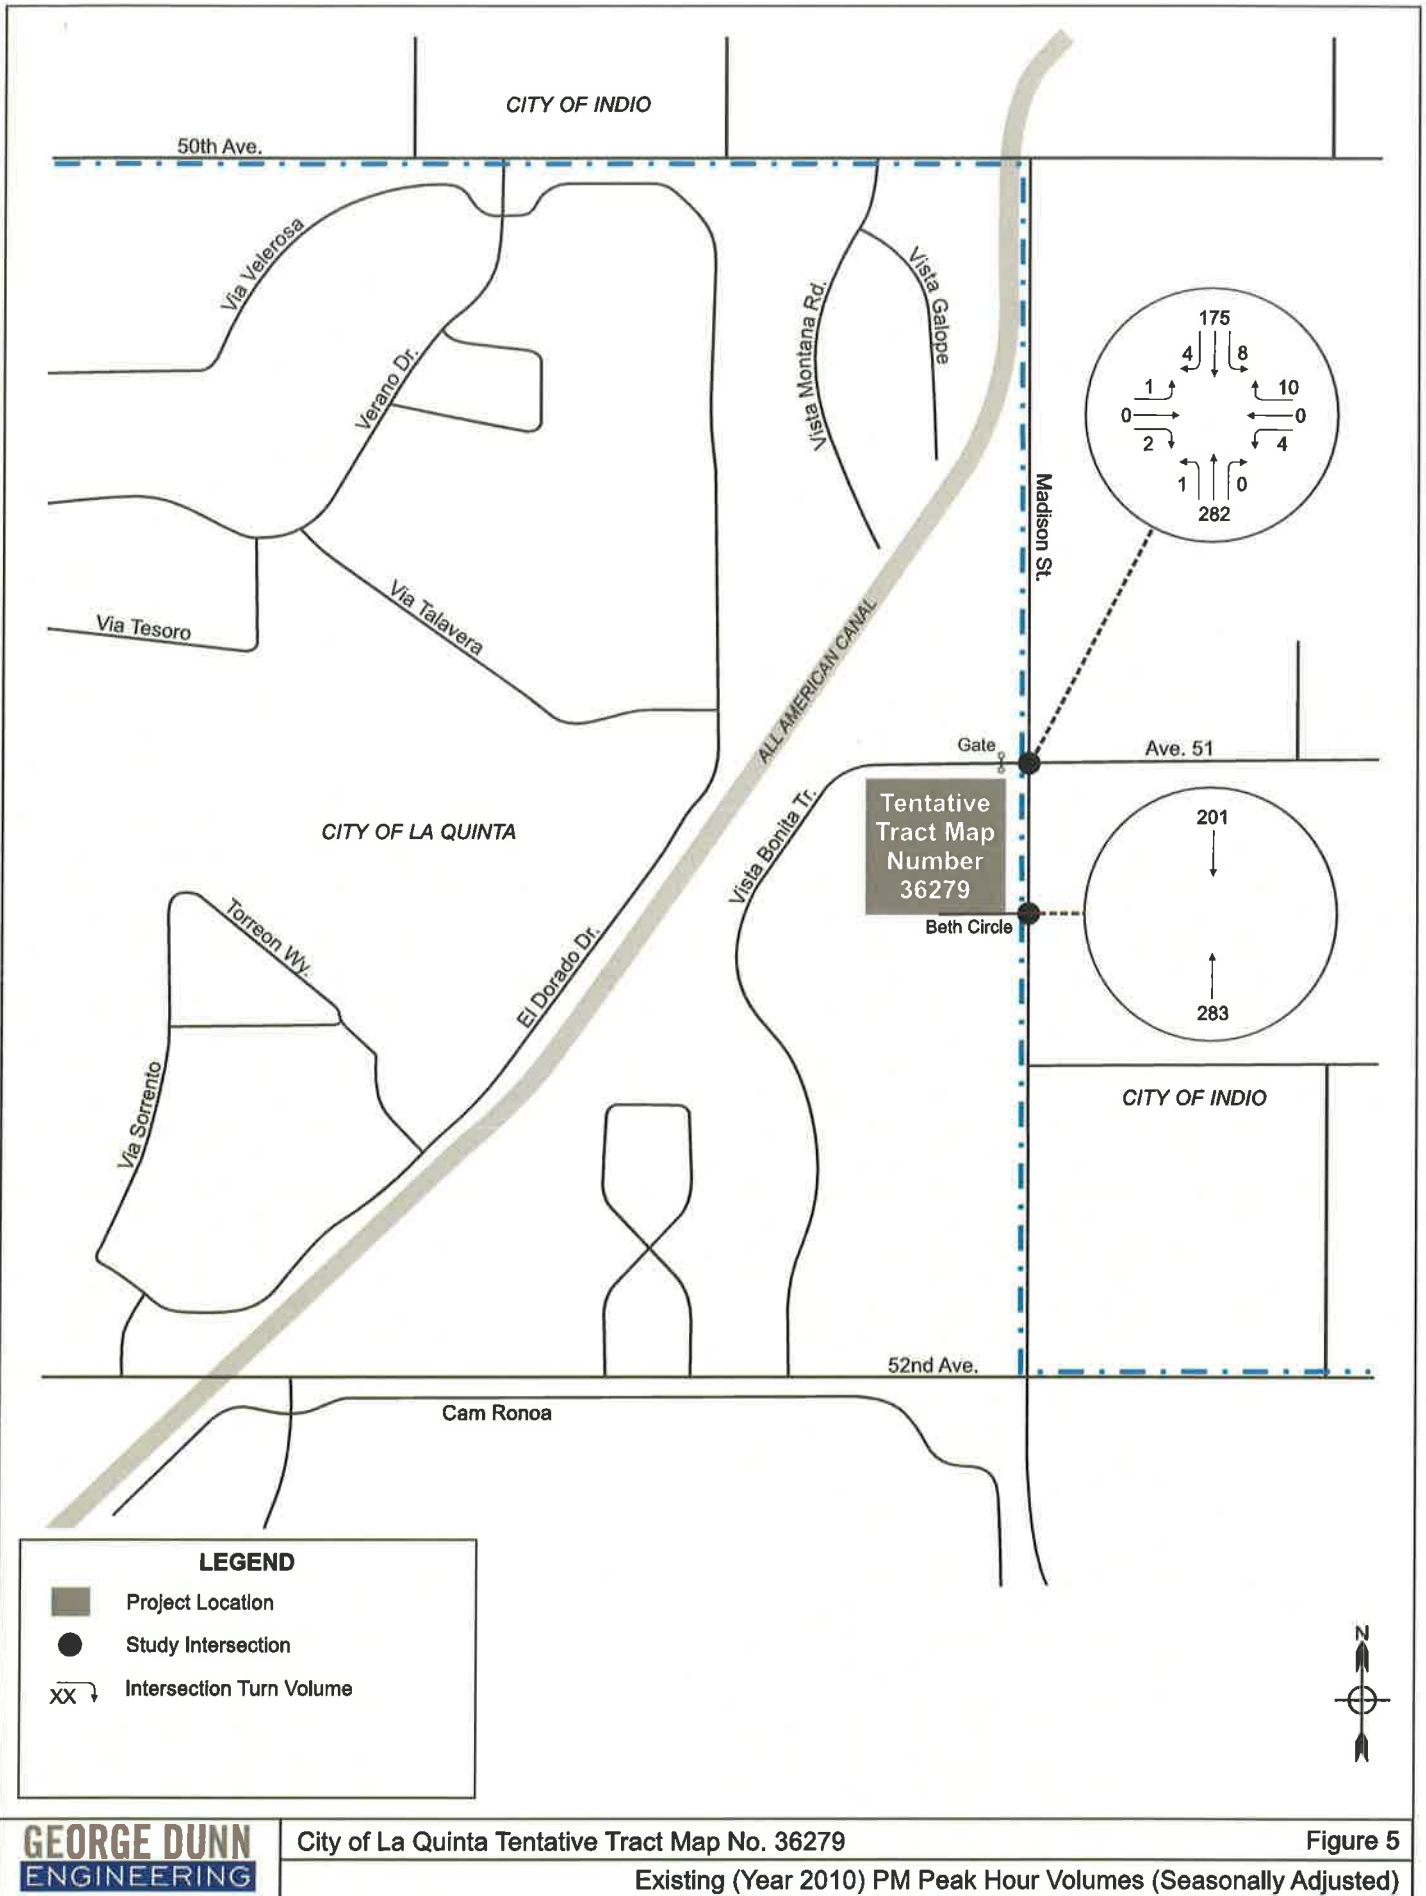 CITY OF INDIO
50th Ave.
Via Velerosa
Verano Dr.
Vista Montana Rd.
Vista Galope
Madison St.
175
4
8
1
10
0
0
2
4
1
0
282
Via Talavera
Via Tesoro
ALL AMERICAN CANAL
Gate
Ave. 51
CITY OF LA QUINTA
Vista Bonita Tr.
Tentative
Tract Map
Number
36279
Beth Circle
201
283
Torreon Wy.
El Dorado Dr.
Via Sorrento
CITY OF INDIO
52nd Ave.
Cam Ronoa
LEGEND
Project Location
Study Intersection
XX Intersection Turn Volume
N
GEORGE DUNN
ENGINEERING
City of La Quinta Tentative Tract Map No. 36279
Figure 5
Existing (Year 2010) PM Peak Hour Volumes (Seasonally Adjusted)